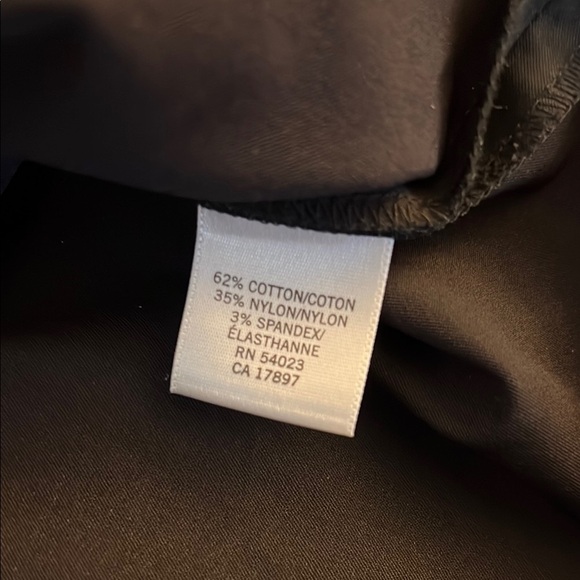 62% COTTON/COTON
35% NYLON/NYLON
3% SPANDEX/
ÉLASTHANNE
RN 54023
CA 17897